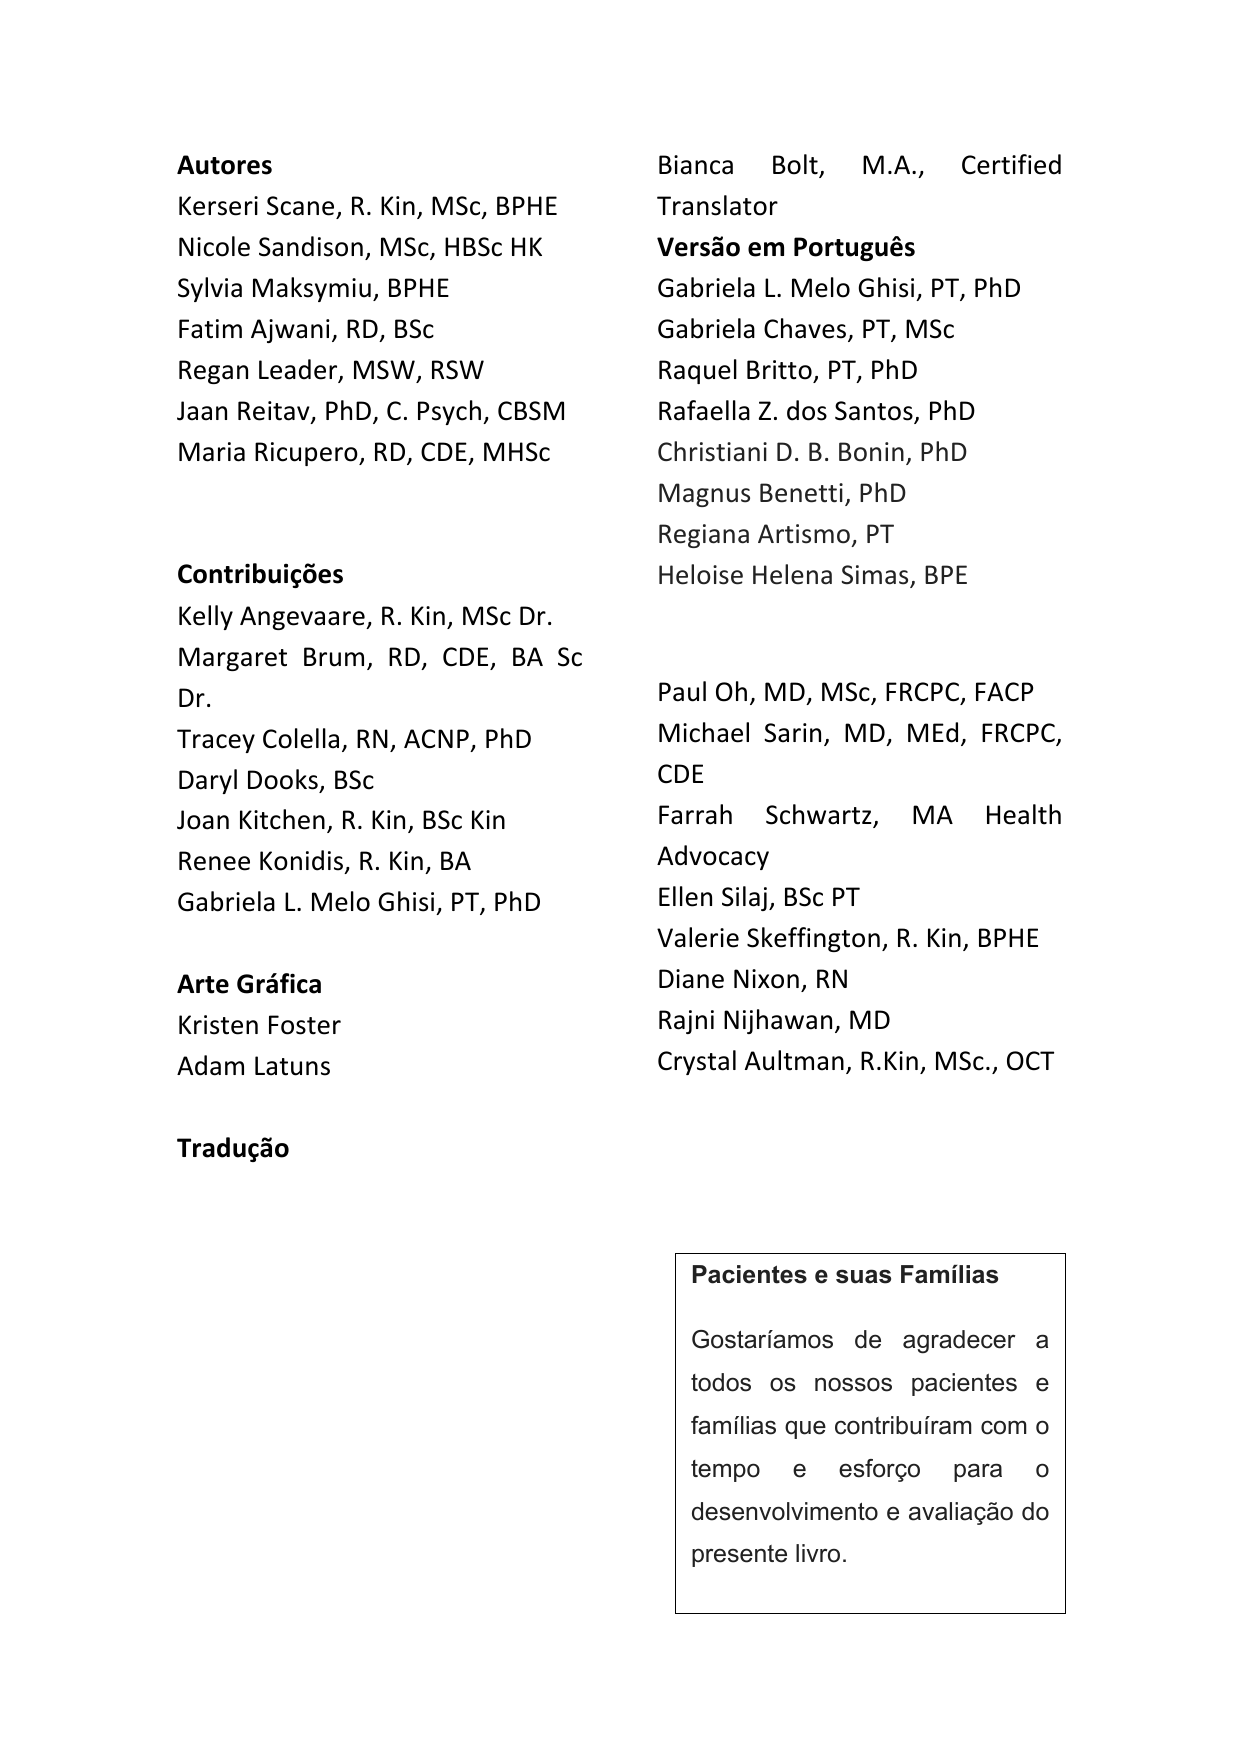 Autores
Kerseri Scane, R. Kin, MSc, BPHE
Nicole Sandison, MSc, HBSc HK
Sylvia Maksymiu, BPHE
Fatim Ajwani, RD, BSc
Regan Leader, MSW, RSW
Jaan Reitav, PhD, C. Psych, CBSM
Maria Ricupero, RD, CDE, MHSc
Contribuições
Kelly Angevaare, R. Kin, MSc Dr.
Margaret Brum, RD, CDE, BA Sc
Dr.
Tracey Colella, RN, ACNP, PhD
Daryl Dooks, BSc
Joan Kitchen, R. Kin, BSc Kin
Renee Konidis, R. Kin, BA
Gabriela L. Melo Ghisi, PT, PhD
Arte Gráfica
Kristen Foster
Adam Latuns
Tradução
Bianca Bolt, M.A., Certified
Translator
Versão em Português
Gabriela L. Melo Ghisi, PT, PhD
Gabriela Chaves, PT, MSc
Raquel Britto, PT, PhD
Rafaella Z. dos Santos, PhD
Christiani D. B. Bonin, PhD
Magnus Benetti, PhD
Regiana Artismo, PT
Heloise Helena Simas, BPE
Paul Oh, MD, MSc, FRCPC, FACP
Michael Sarin, MD, MEd, FRCPC,
CDE
Farrah Schwartz, MA Health
Advocacy
Ellen Silaj, BSc PT
Valerie Skeffington, R. Kin, BPHE
Diane Nixon, RN
Rajni Nijhawan, MD
Crystal Aultman, R.Kin, MSc., OCT
Pacientes e suas Famílias
Gostaríamos de agradecer a
todos os nossos pacientes e
famílias que contribuíram com o
tempo e esforço para o
desenvolvimento e avaliação do
presente livro.